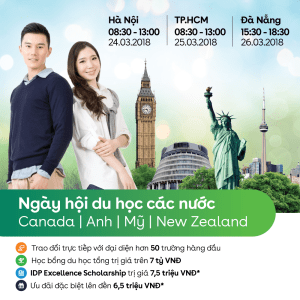 Hà Nội
08:30 - 13:00
24.03.2018
TP.HCM
08:30 - 13:00
25.03.2018
Đà Nẵng
15:30 - 18:30
26.03.2018
Ngày hội du học các nước
Canada | Anh | Mỹ | New Zealand
Trao đổi trực tiếp với đại diện hơn 50 trường hàng đầu
Học bổng du học tổng trị giá trên 7 tỷ VNĐ
IDP Excellence Scholarship trị giá 7,5 triệu VNĐ*
Ưu đãi đặc biệt lên đến 6,5 triệu VNĐ*